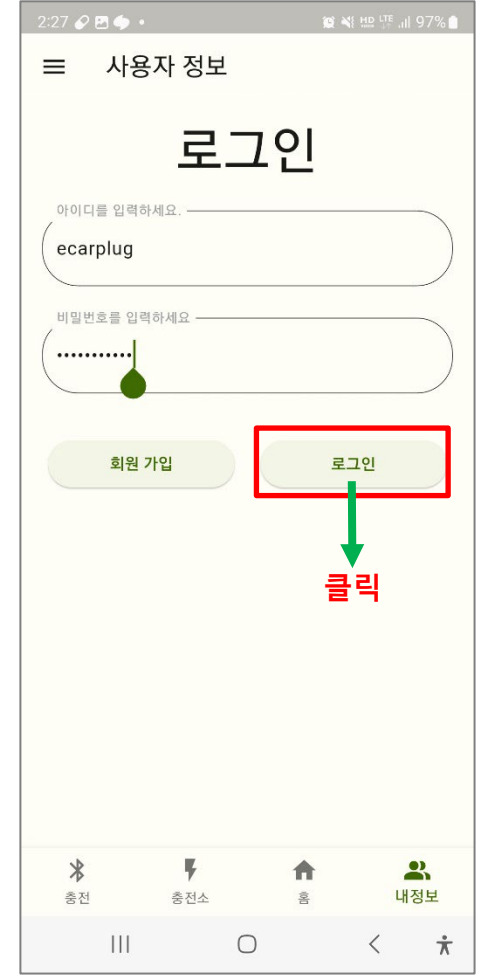 2:27 HD LTE 97%
사용자 정보
로그인
아이디를 입력하세요.
ecarplug
비밀번호를 입력하세요
•••••••••••
회원 가입 로그인
클릭
충전 충전소 홈 내정보